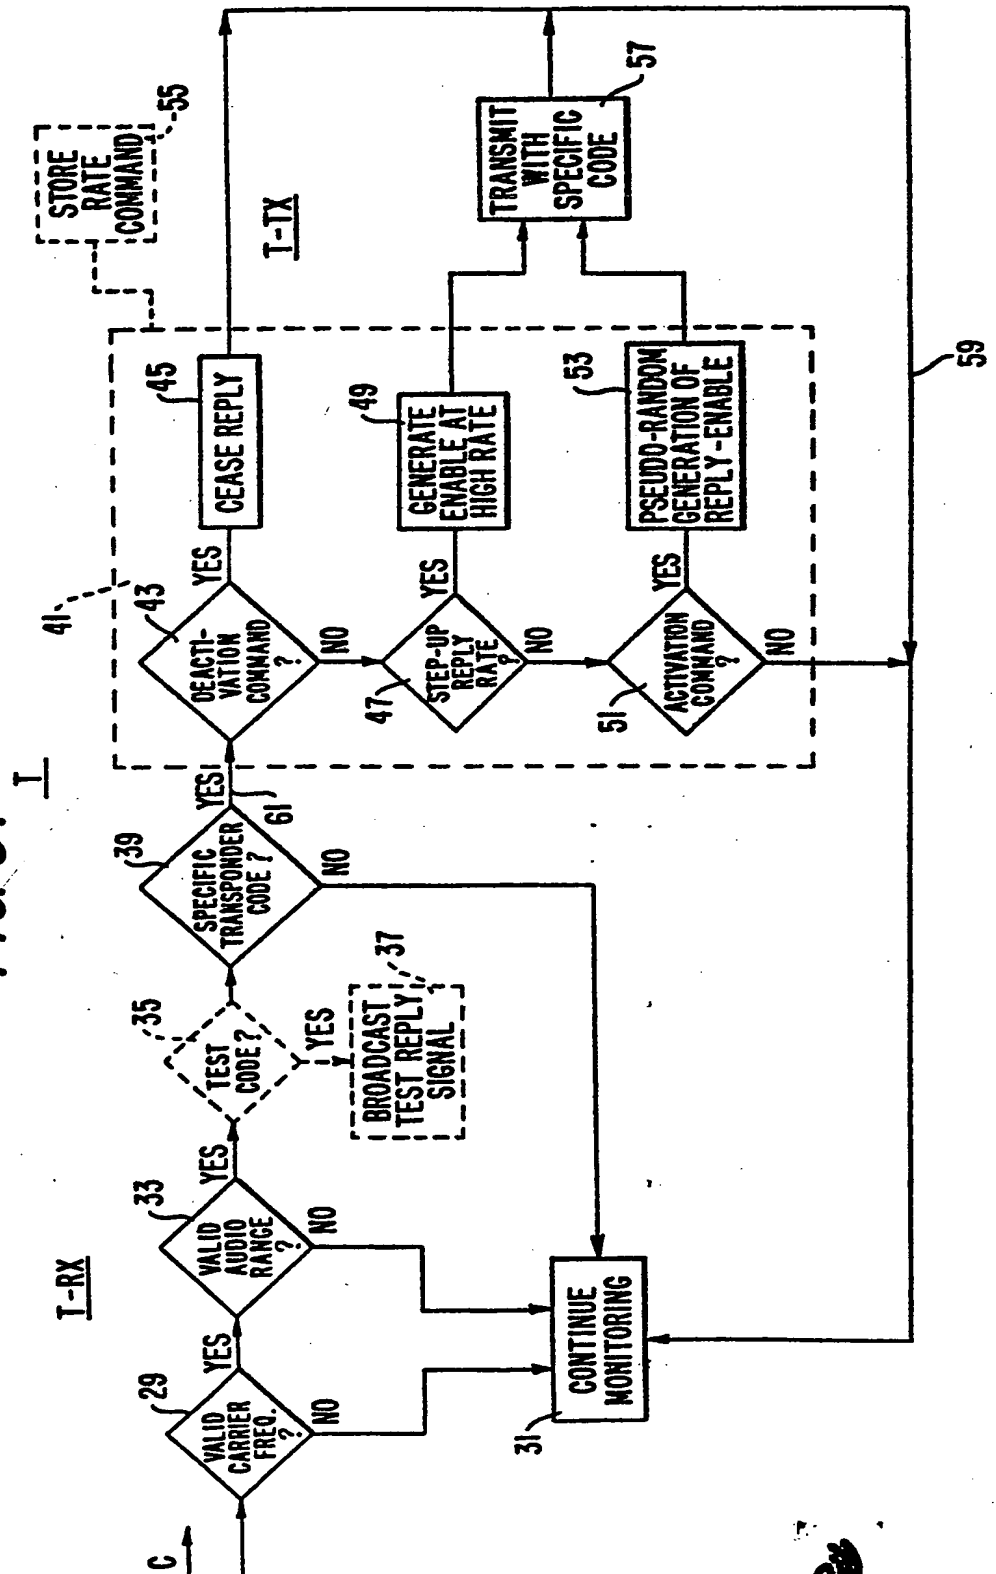 T
T-RX
T-TX
C
VALID
CARRIER
FREQ.
?
29
YES
NO
VALID
AUDIO
RANGE
?
33
YES
NO
CONTINUE
MONITORING
31
TEST
CODE?
35
YES
BROADCAST
TEST REPLY
SIGNAL
37
SPECIFIC
TRANSPONDER
CODE?
39
YES
61
NO
41
DEACTI-
VATION
COMMAND
?
43
YES
NO
CEASE REPLY
45
STEP-UP
REPLY
RATE
?
47
YES
NO
GENERATE
ENABLE AT
HIGH RATE
49
ACTIVATION
COMMAND
?
51
YES
NO
PSEUDO-RANDOM
GENERATION OF
REPLY-ENABLE
53
STORE
RATE
COMMAND
55
TRANSMIT
WITH
SPECIFIC
CODE
57
59